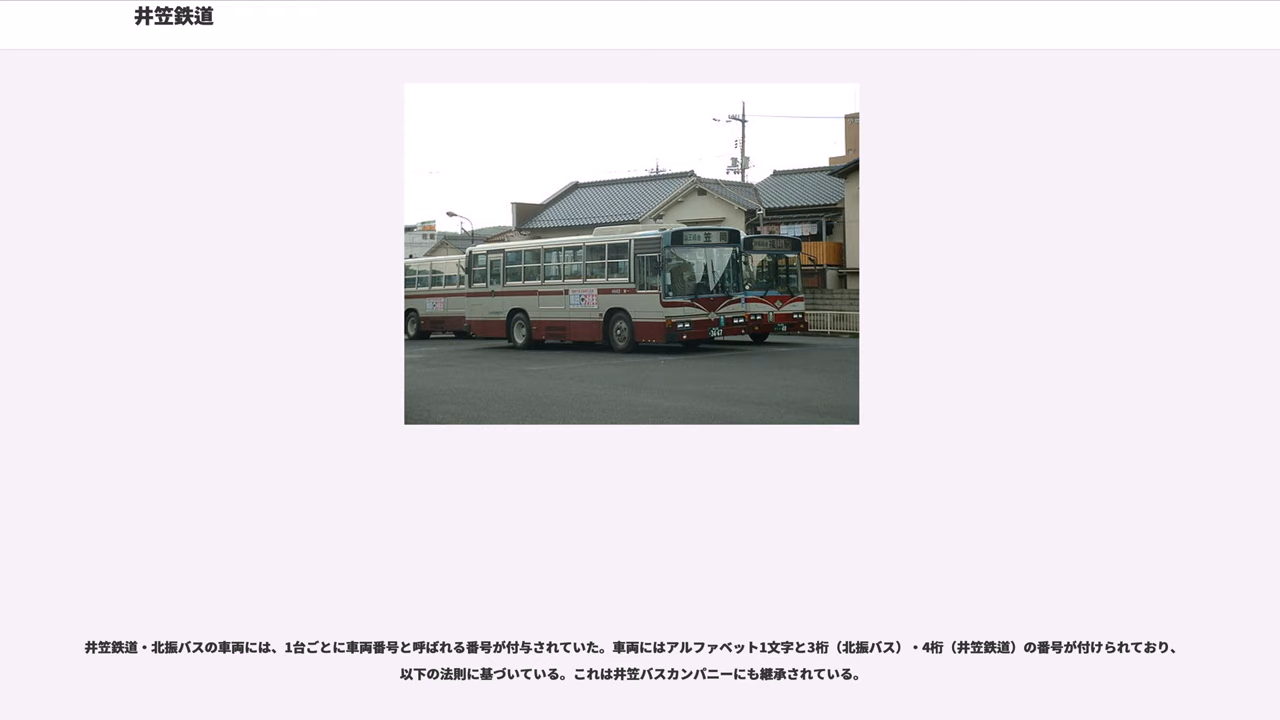 井笠鉄道
笠岡
井笠鉄道・北振バスの車両には、1台ごとに車両番号と呼ばれる番号が付与されていた。車両にはアルファベット1文字と3桁（北振バス）・4桁（井笠鉄道）の番号が付けられており、
以下の法則に基づいている。これは井笠バスカンパニーにも継承されている。